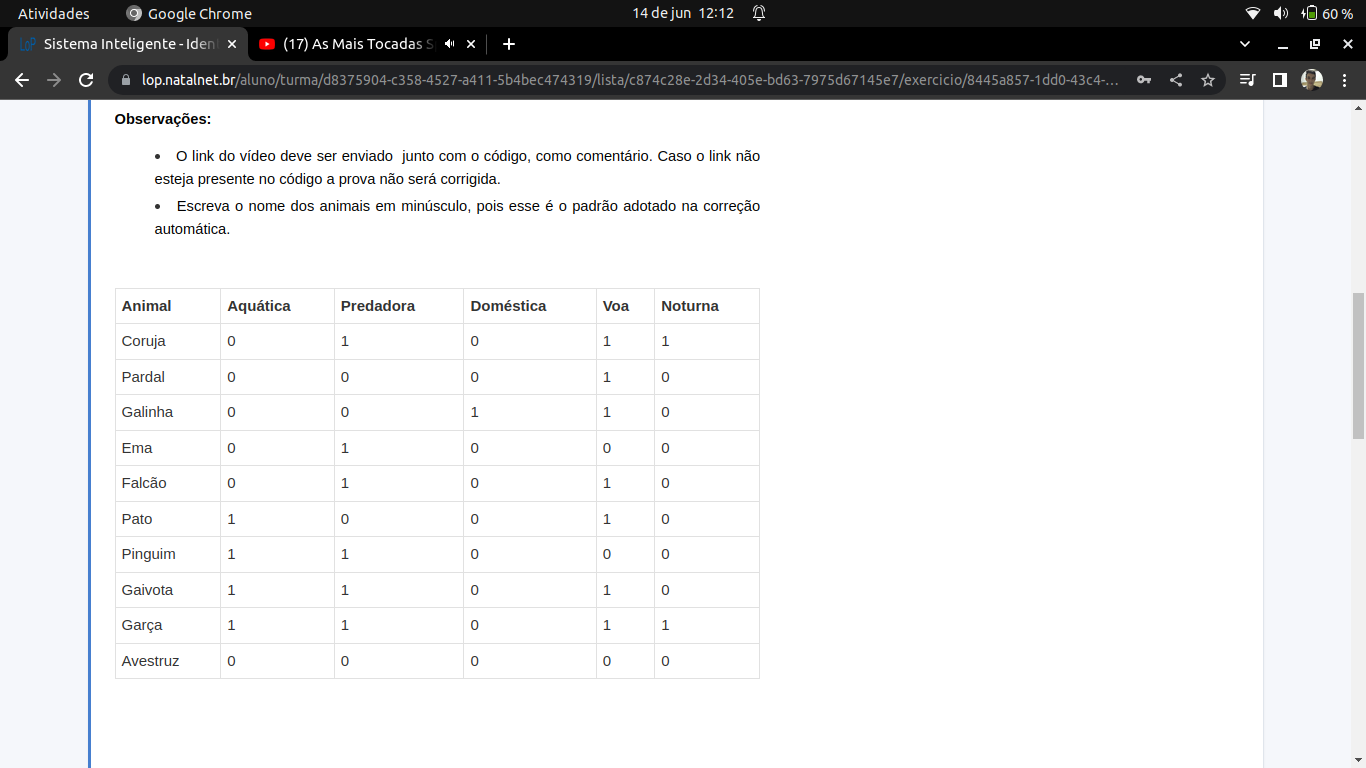 Atividades Google Chrome 14 de jun 12:12 60 %
Sistema Inteligente - Iden (17) As Mais Tocadas S
lop.natalnet.br/aluno/turma/d8375904-c358-4527-a411-5b4bec474319/lista/c874c28e-2d34-405e-bd63-7975d67145e7/exercicio/8445a857-1dd0-43c4-...
Observações:
• O link do vídeo deve ser enviado junto com o código, como comentário. Caso o link não
esteja presente no código a prova não será corrigida.
• Escreva o nome dos animais em minúsculo, pois esse é o padrão adotado na correção
automática.
Animal Aquática Predadora Doméstica Voa Noturna
Coruja 0 1 0 1 1
Pardal 0 0 0 1 0
Galinha 0 0 1 1 0
Ema 0 1 0 0 0
Falcão 0 1 0 1 0
Pato 1 0 0 1 0
Pinguim 1 1 0 0 0
Gaivota 1 1 0 1 0
Garça 1 1 0 1 1
Avestruz 0 0 0 0 0